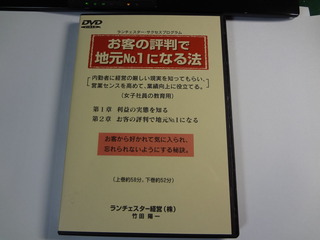 DVD
ランチェスター・サクセスプログラム
お客の評判で
地元No.1になる法
内勤者に経営の厳しい現実を知ってもらい、
営業センスを高めて、業績向上に役立てる。
(女子社員の教育用)
第1章 利益の実態を知る
第2章 お客の評判で地元No.1になる
お客から好かれて気に入られ、
忘れられないようにする秘訣。
(上巻約58分、下巻約52分)
ランチェスター経営(株)
竹田陽一